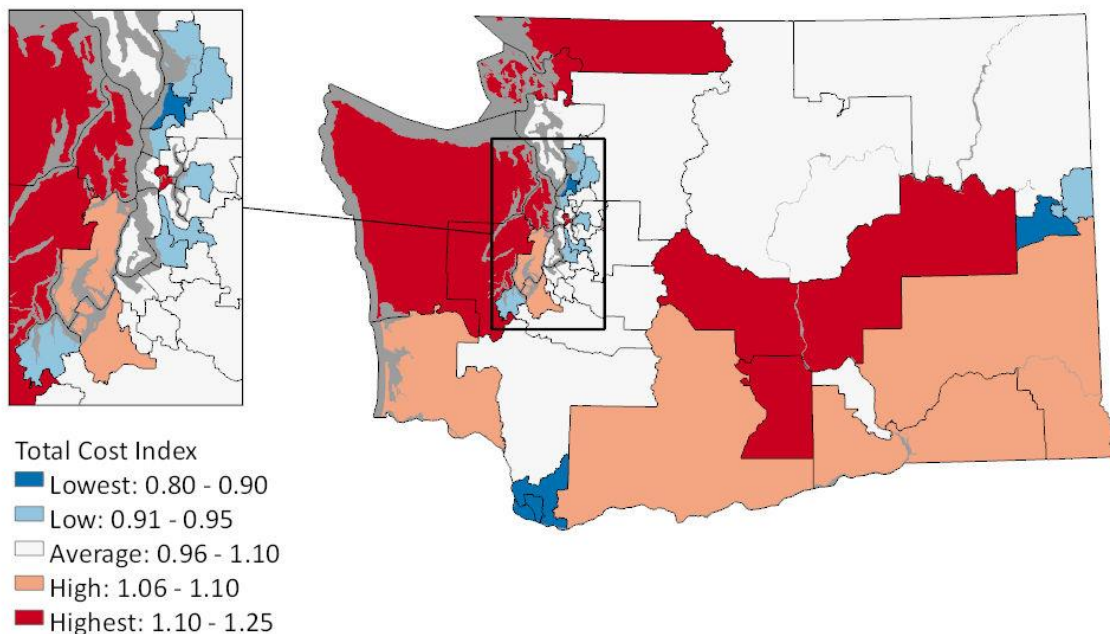 Total Cost Index
Lowest: 0.80 - 0.90
Low: 0.91 - 0.95
Average: 0.96 - 1.10
High: 1.06 - 1.10
Highest: 1.10 - 1.25